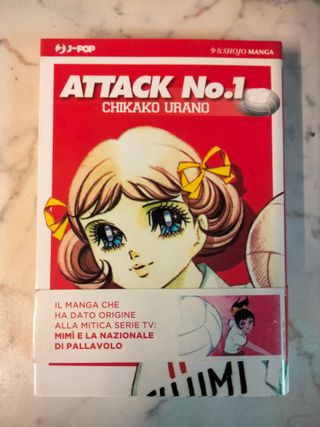 J-POP
SHOJO MANGA
ATTACK No.1
CHIKAKO URANO
IL MANGA CHE
HA DATO ORIGINE
ALLA MITICA SERIE TV:
MIMÌ E LA NAZIONALE
DI PALLAVOLO